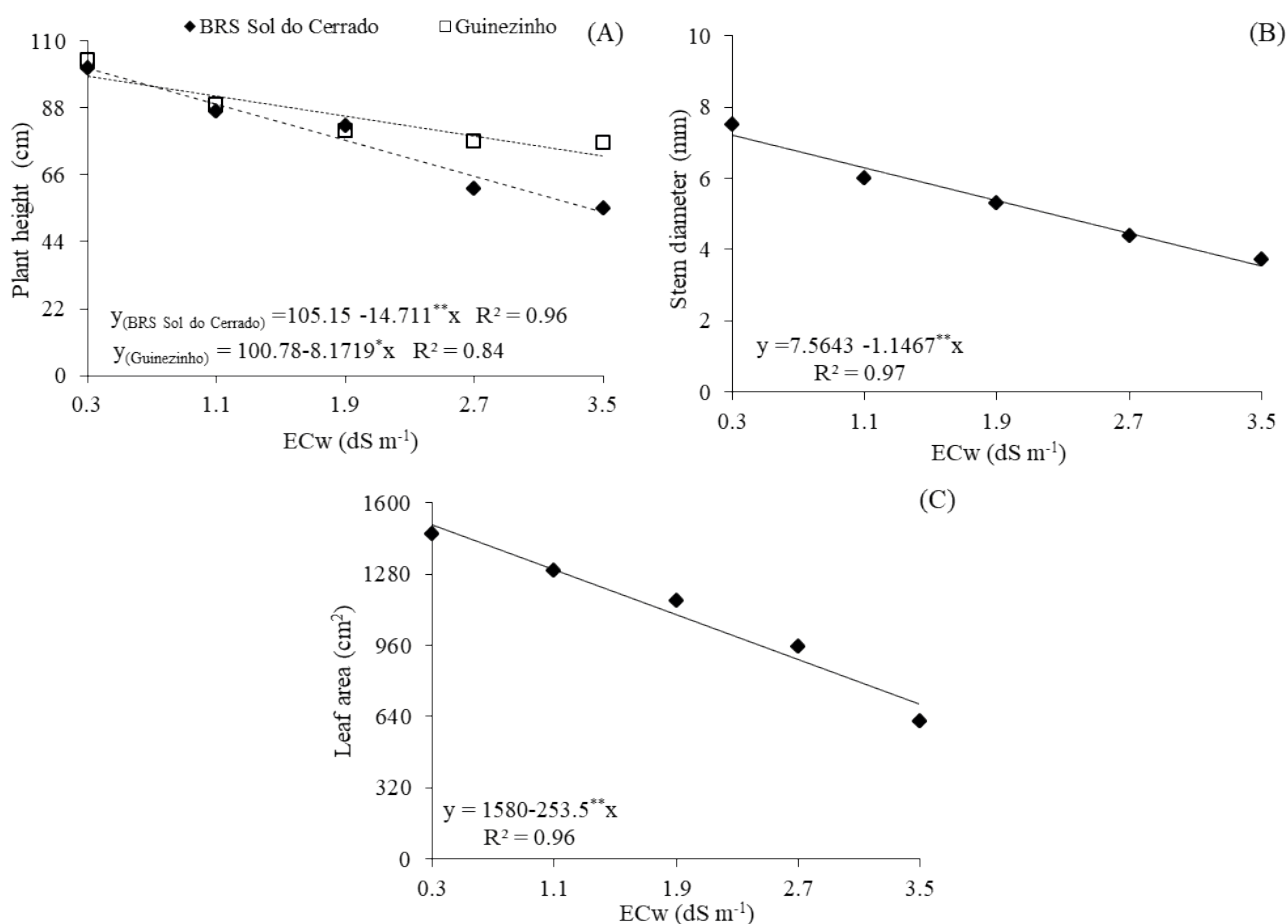 BRS Sol do Cerrado
Guinezinho
(A)
110
88
66
44
22
0
Plant height (cm)
y(BRS Sol do Cerrado) =105.15 -14.711**x R² = 0.96
y(Guinezinho) = 100.78-8.1719*x R² = 0.84
0.3 1.1 1.9 2.7 3.5
ECw (dS m⁻¹)
(B)
8
6
4
2
0
Stem diameter (mm)
y =7.5643 -1.1467**x
R² = 0.97
0.3 1.1 1.9 2.7 3.5
ECw (dS m⁻¹)
(C)
1600
1280
960
640
320
0
Leaf area (cm²)
y = 1580-253.5**x
R² = 0.96
0.3 1.1 1.9 2.7 3.5
ECw (dS m⁻¹)